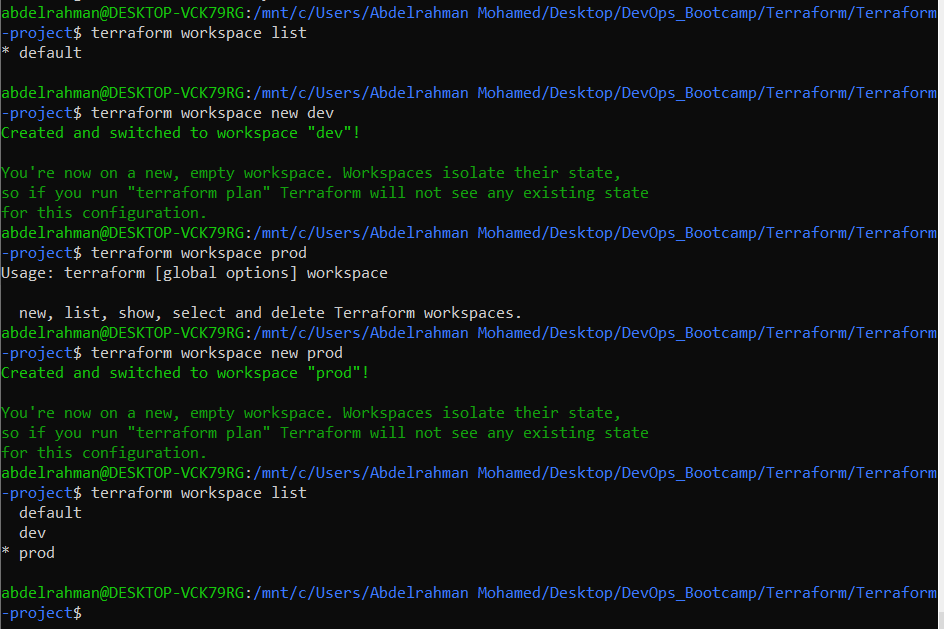 abdelrahman@DESKTOP-VCK79RG:/mnt/c/Users/Abdelrahman Mohamed/Desktop/DevOps_Bootcamp/Terraform/Terraform
-project$ terraform workspace list
* default
abdelrahman@DESKTOP-VCK79RG:/mnt/c/Users/Abdelrahman Mohamed/Desktop/DevOps_Bootcamp/Terraform/Terraform
-project$ terraform workspace new dev
Created and switched to workspace "dev"!
You're now on a new, empty workspace. Workspaces isolate their state,
so if you run "terraform plan" Terraform will not see any existing state
for this configuration.
abdelrahman@DESKTOP-VCK79RG:/mnt/c/Users/Abdelrahman Mohamed/Desktop/DevOps_Bootcamp/Terraform/Terraform
-project$ terraform workspace prod
Usage: terraform [global options] workspace
  new, list, show, select and delete Terraform workspaces.
abdelrahman@DESKTOP-VCK79RG:/mnt/c/Users/Abdelrahman Mohamed/Desktop/DevOps_Bootcamp/Terraform/Terraform
-project$ terraform workspace new prod
Created and switched to workspace "prod"!
You're now on a new, empty workspace. Workspaces isolate their state,
so if you run "terraform plan" Terraform will not see any existing state
for this configuration.
abdelrahman@DESKTOP-VCK79RG:/mnt/c/Users/Abdelrahman Mohamed/Desktop/DevOps_Bootcamp/Terraform/Terraform
-project$ terraform workspace list
  default
  dev
* prod
abdelrahman@DESKTOP-VCK79RG:/mnt/c/Users/Abdelrahman Mohamed/Desktop/DevOps_Bootcamp/Terraform/Terraform
-project$